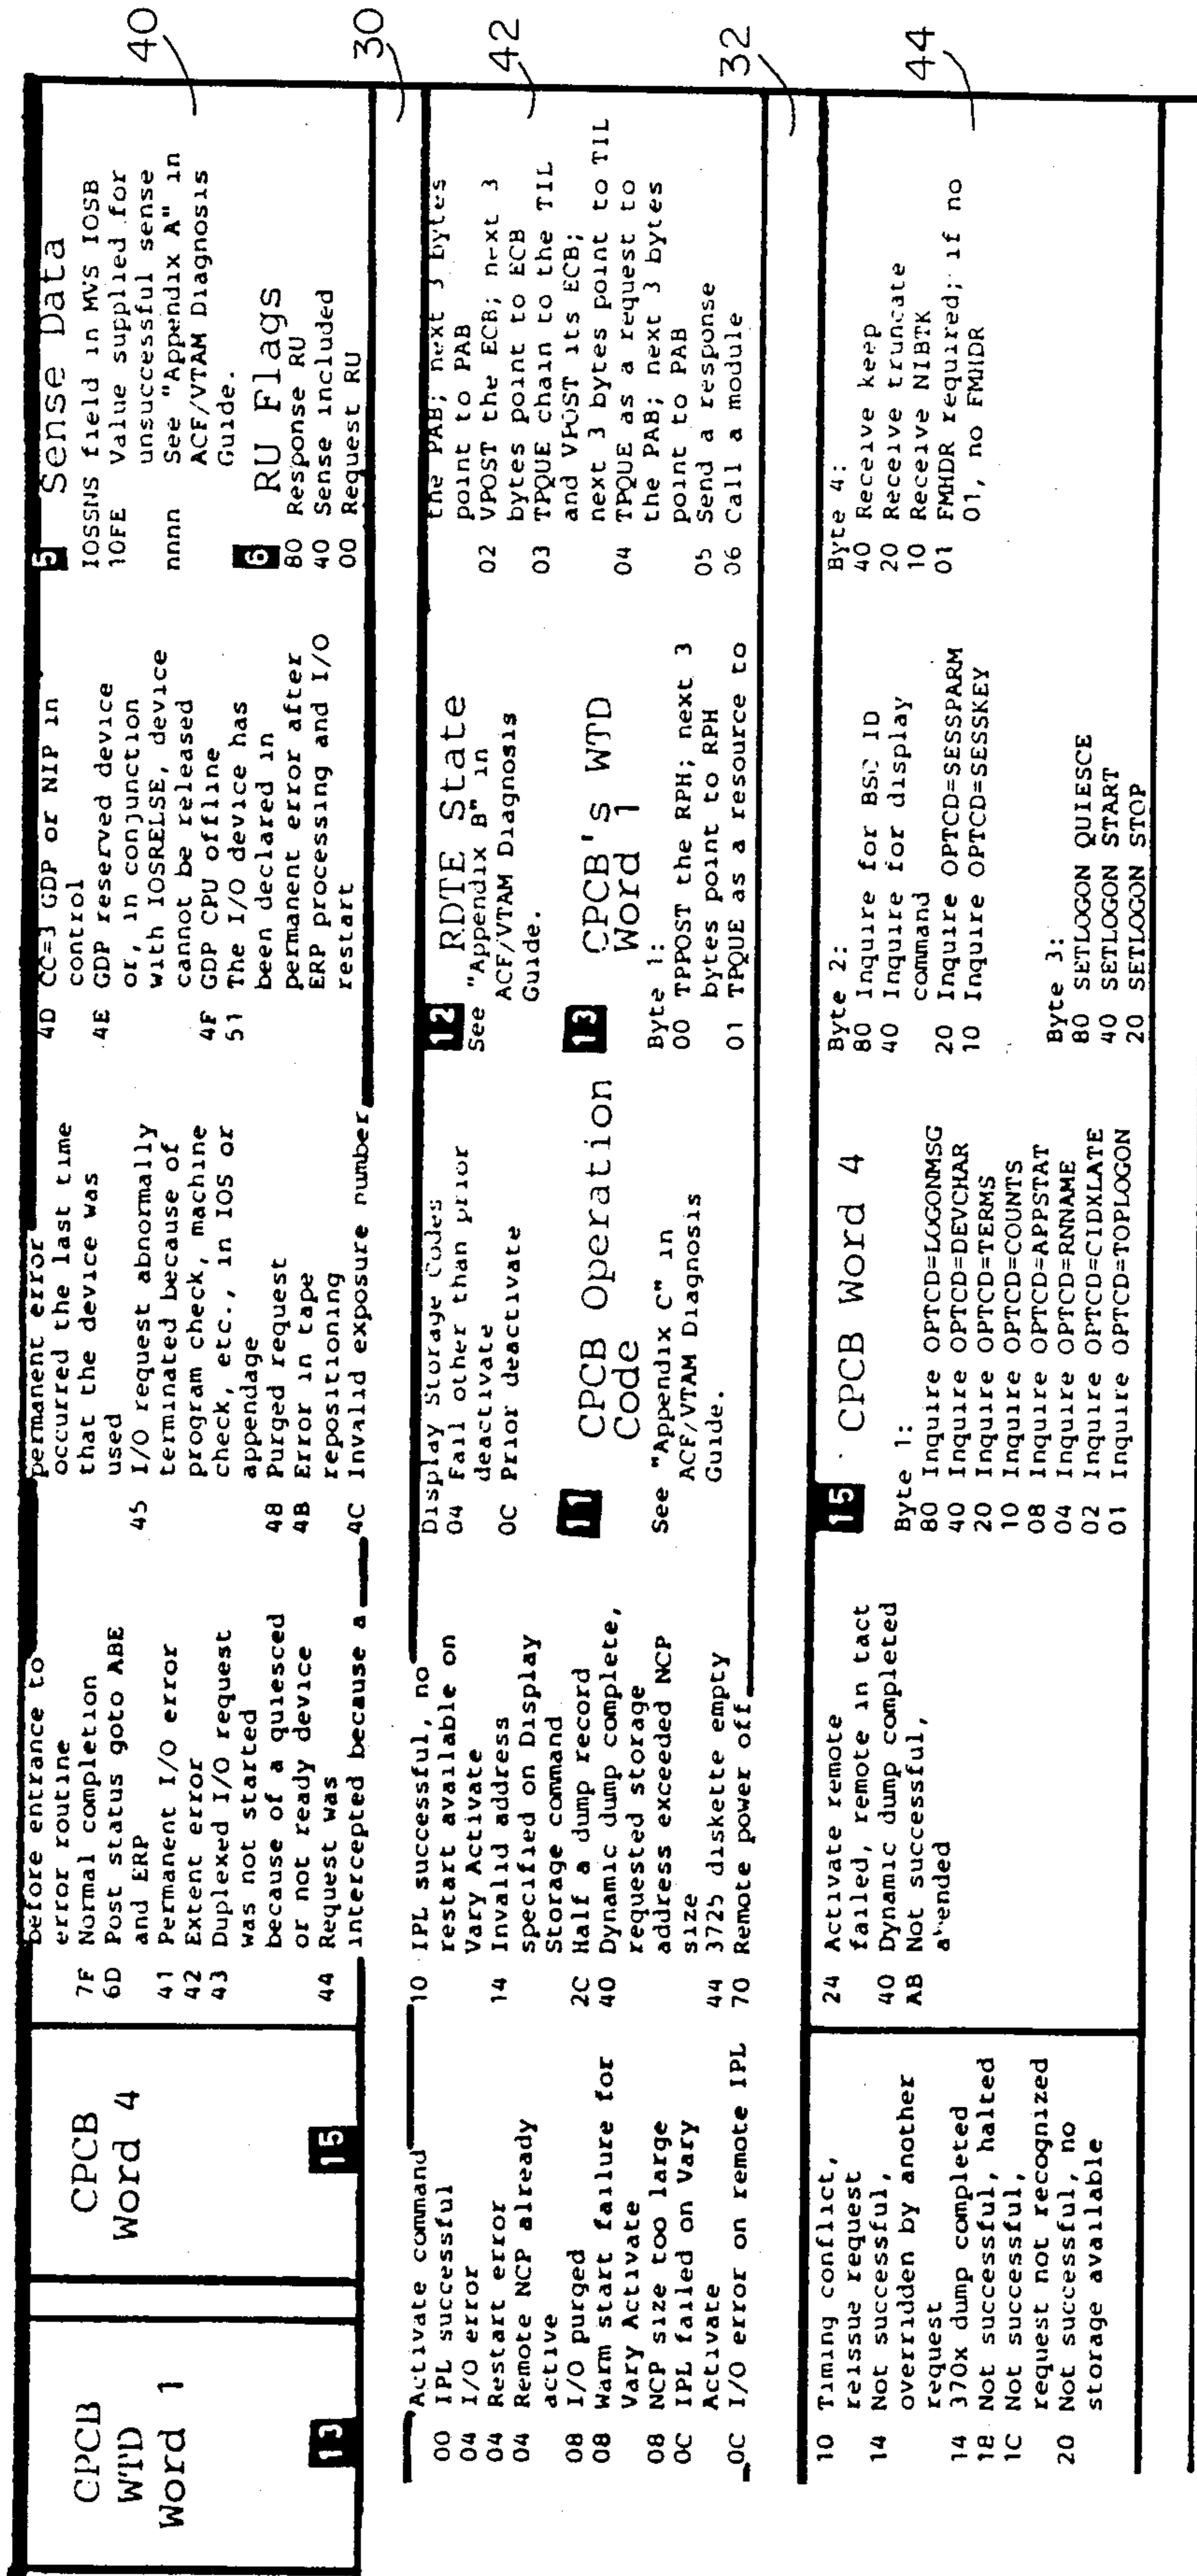 CPCB
WTD
Word 1
13
CPCB
Word 4
15
before entrance to
error routine
7F Normal completion
6D Post status goto ABE
and ERP
41 Permanent I/O error
42 Extent error
43 Duplexed I/O request
was not started
because of a quiesced
or not ready device
44 Request was
intercepted because a
permanent error
occurred the last time
that the device was
used
45 I/O request abnormally
terminated because of
program check, machine
check, etc., in IOS or
appendage
48 Purged request
4B Error in tape
repositioning
4C Invalid exposure number
4D CC=3 GDP or NIP in
control
4E GDP reserved device
or, in conjunction
with IOSRELSE, device
cannot be released
4F GDP CPU offline
51 The I/O device has
been declared in
permanent error after
ERP processing and I/O
restart
5 Sense Data
IOSSNS field in MVS IOSB
10FE Value supplied for
unsuccessful sense
nnnn See "Appendix A" in
ACF/VTAM Diagnosis
Guide.
6 RU Flags
80 Response RU
40 Sense included
00 Request RU
40
30
Activate command
00 IPL successful
04 I/O error
04 Restart error
04 Remote NCP already
active
08 I/O purged
08 Warm start failure for
Vary Activate
08 NCP size too large
0C IPL failed on Vary
Activate
0C I/O error on remote IPL
10 IPL successful, no
restart available on
Vary Activate
14 Invalid address
specified on Display
Storage command
2C Half a dump record
40 Dynamic dump complete,
requested storage
address exceeded NCP
size
44 3725 diskette empty
70 Remote power off
Display Storage Codes
04 Fail other than prior
deactivate
0C Prior deactivate
11 CPCB Operation
Code
See "Appendix C" in
ACF/VTAM Diagnosis
Guide.
12 RDTE State
See "Appendix B" in
ACF/VTAM Diagnosis
Guide.
13 CPCB's WTD
Word 1
Byte 1:
00 TPPOST the RPH; next 3
bytes point to RPH
01 TPQUE as a resource to
the PAB; next 3 bytes
point to PAB
02 VPOST the ECB; next 3
bytes point to ECB
03 TPQUE chain to the TIL
and VPOST its ECB;
next 3 bytes point to TIL
04 TPQUE as a request to
the PAB; next 3 bytes
point to PAB
05 Send a response
06 Call a module
42
32
10 Timing conflict,
reissue request
14 Not successful,
overridden by another
request
14 370x dump completed
18 Not successful, halted
1C Not successful,
request not recognized
20 Not successful, no
storage available
24 Activate remote
failed, remote in tact
40 Dynamic dump completed
AB Not successful,
15 CPCB Word 4
Byte 1:
80 Inquire OPTCD=LOGONMSG
40 Inquire OPTCD=DEVCHAR
20 Inquire OPTCD=TERMS
10 Inquire OPTCD=COUNTS
08 Inquire OPTCD=APPSTAT
04 Inquire OPTCD=RNNAME
02 Inquire OPTCD=CIDXLATE
01 Inquire OPTCD=TOPLOGON
Byte 2:
80 Inquire for BSC ID
40 Inquire for display
command
20 Inquire OPTCD=SESSPARM
10 Inquire OPTCD=SESSKEY
Byte 3:
80 SETLOGON QUIESCE
40 SETLOGON START
20 SETLOGON STOP
Byte 4:
40 Receive keep
20 Receive truncate
10 Receive NIBTK
01 FMHDR required; if no
01, no FMHDR
44